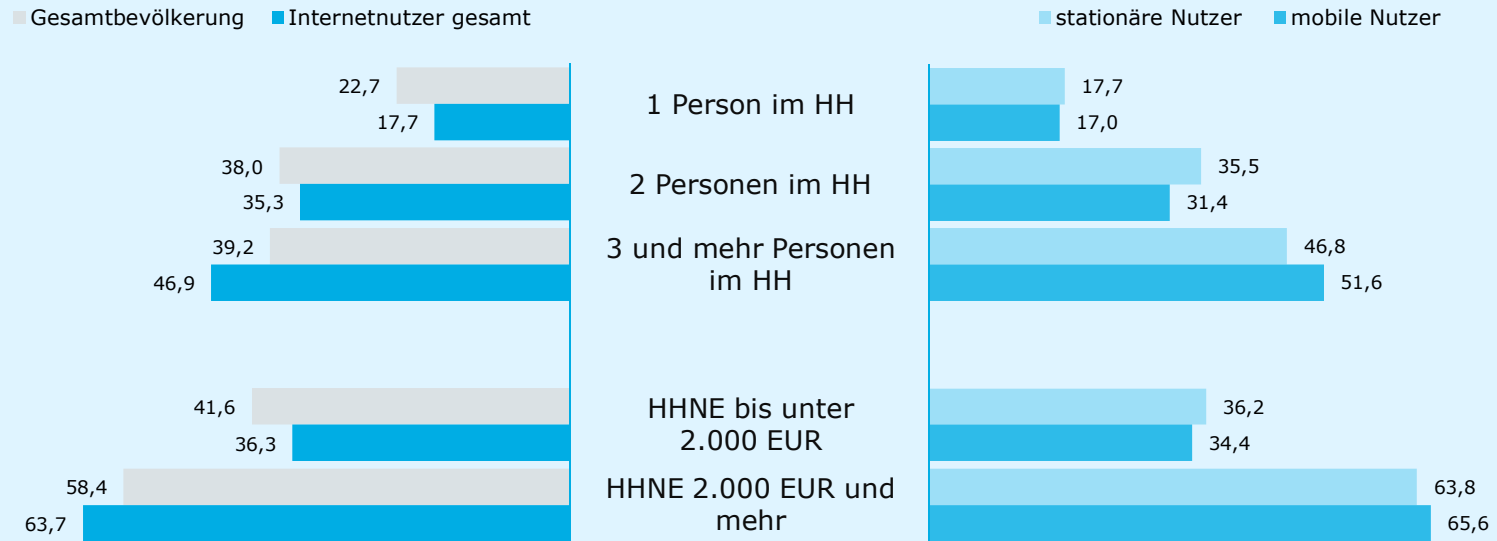 Gesamtbevölkerung Internetnutzer gesamt
stationäre Nutzer mobile Nutzer
22,7
17,7
1 Person im HH
17,7
17,0
38,0
35,3
2 Personen im HH
35,5
31,4
39,2
46,9
3 und mehr Personen
im HH
46,8
51,6
41,6
36,3
HHNE bis unter
2.000 EUR
36,2
34,4
58,4
63,7
HHNE 2.000 EUR und
mehr
63,8
65,6